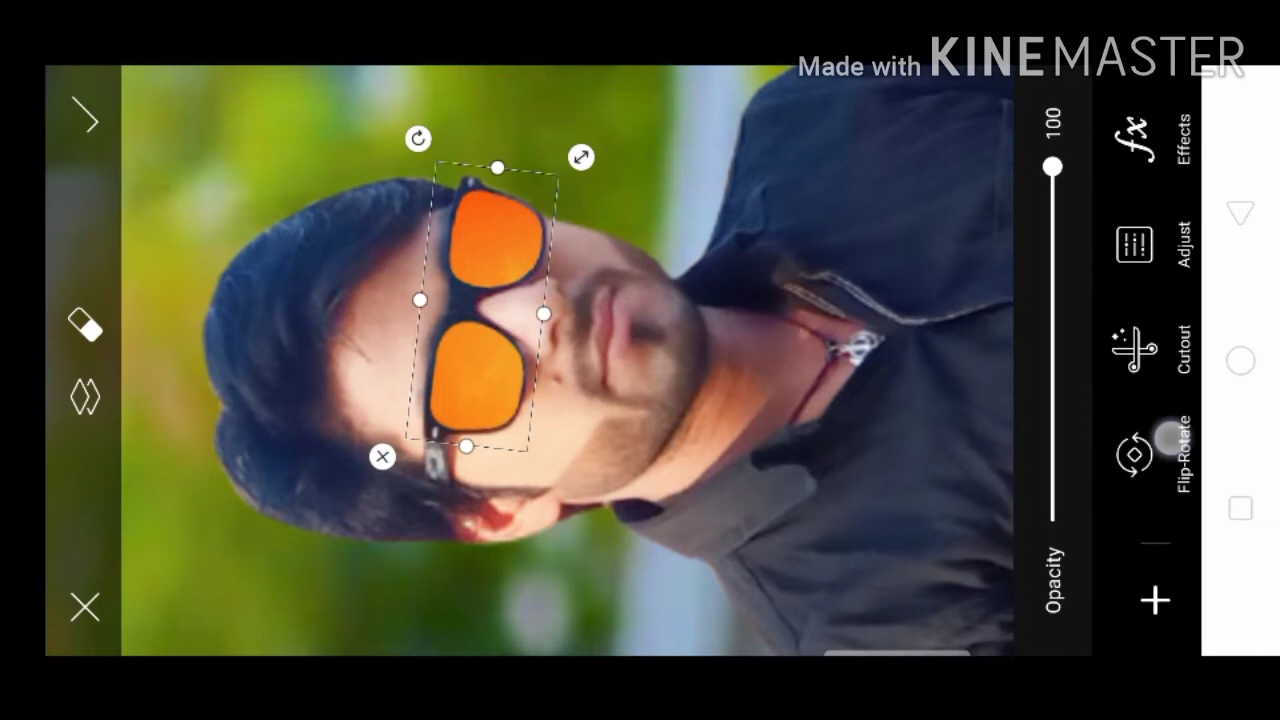 Made with KINEMASTER
100
Opacity
Effects
Adjust
Cutout
Flip-Rotate